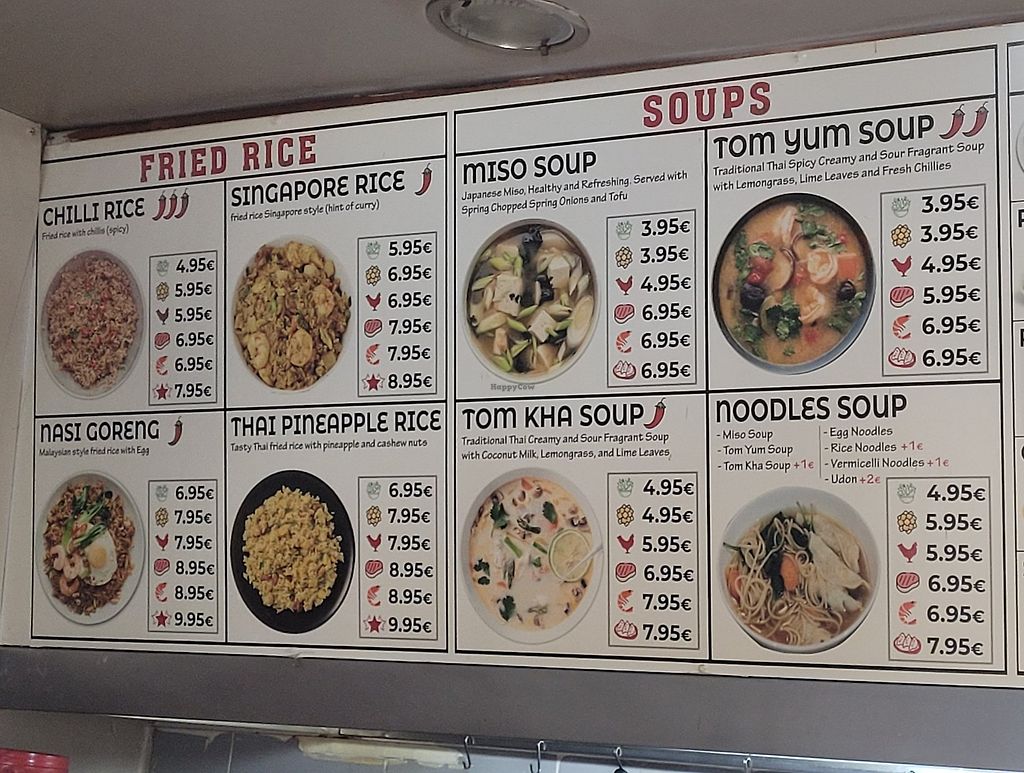 FRIED RICE
CHILLI RICE
Fried rice with chillis (spicy)
4.95€
5.95€
5.95€
6.95€
6.95€
7.95€
SINGAPORE RICE
fried rice Singapore style (hint of curry)
5.95€
6.95€
6.95€
7.95€
7.95€
8.95€
NASI GORENG
Malaysian style fried rice with Egg
6.95€
7.95€
7.95€
8.95€
8.95€
9.95€
THAI PINEAPPLE RICE
Tasty Thai fried rice with pineapple and cashew nuts
6.95€
7.95€
7.95€
8.95€
8.95€
9.95€
SOUPS
MISO SOUP
Japanese Miso, Healthy and Refreshing. Served with
Spring Chopped Spring Onions and Tofu
3.95€
3.95€
4.95€
6.95€
6.95€
6.95€
HappyCow
TOM YUM SOUP
Traditional Thai Spicy Creamy and Sour Fragrant Soup
with Lemongrass, Lime Leaves and Fresh Chillies
3.95€
3.95€
4.95€
5.95€
6.95€
6.95€
TOM KHA SOUP
Traditional Thai Creamy and Sour Fragrant Soup
with Coconut Milk, Lemongrass, and Lime Leaves,
4.95€
4.95€
5.95€
6.95€
7.95€
7.95€
NOODLES SOUP
- Miso Soup
- Tom Yum Soup
- Tom Kha Soup +1€
- Egg Noodles
- Rice Noodles +1€
- Vermicelli Noodles +1€
- Udon +2€
4.95€
5.95€
5.95€
6.95€
6.95€
7.95€